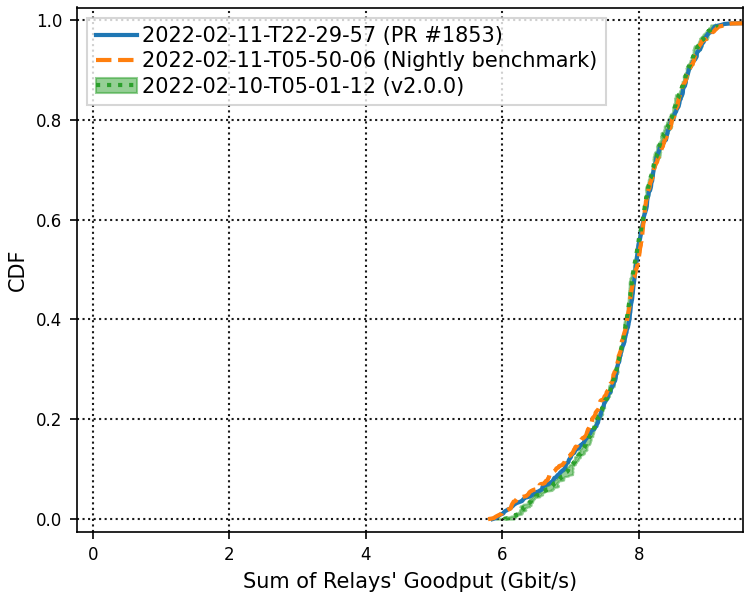 1.0
2022-02-11-T22-29-57 (PR #1853)
2022-02-11-T05-50-06 (Nightly benchmark)
2022-02-10-T05-01-12 (v2.0.0)
0.8
0.6
CDF
0.4
0.2
0.0
0 2 4 6 8
Sum of Relays' Goodput (Gbit/s)